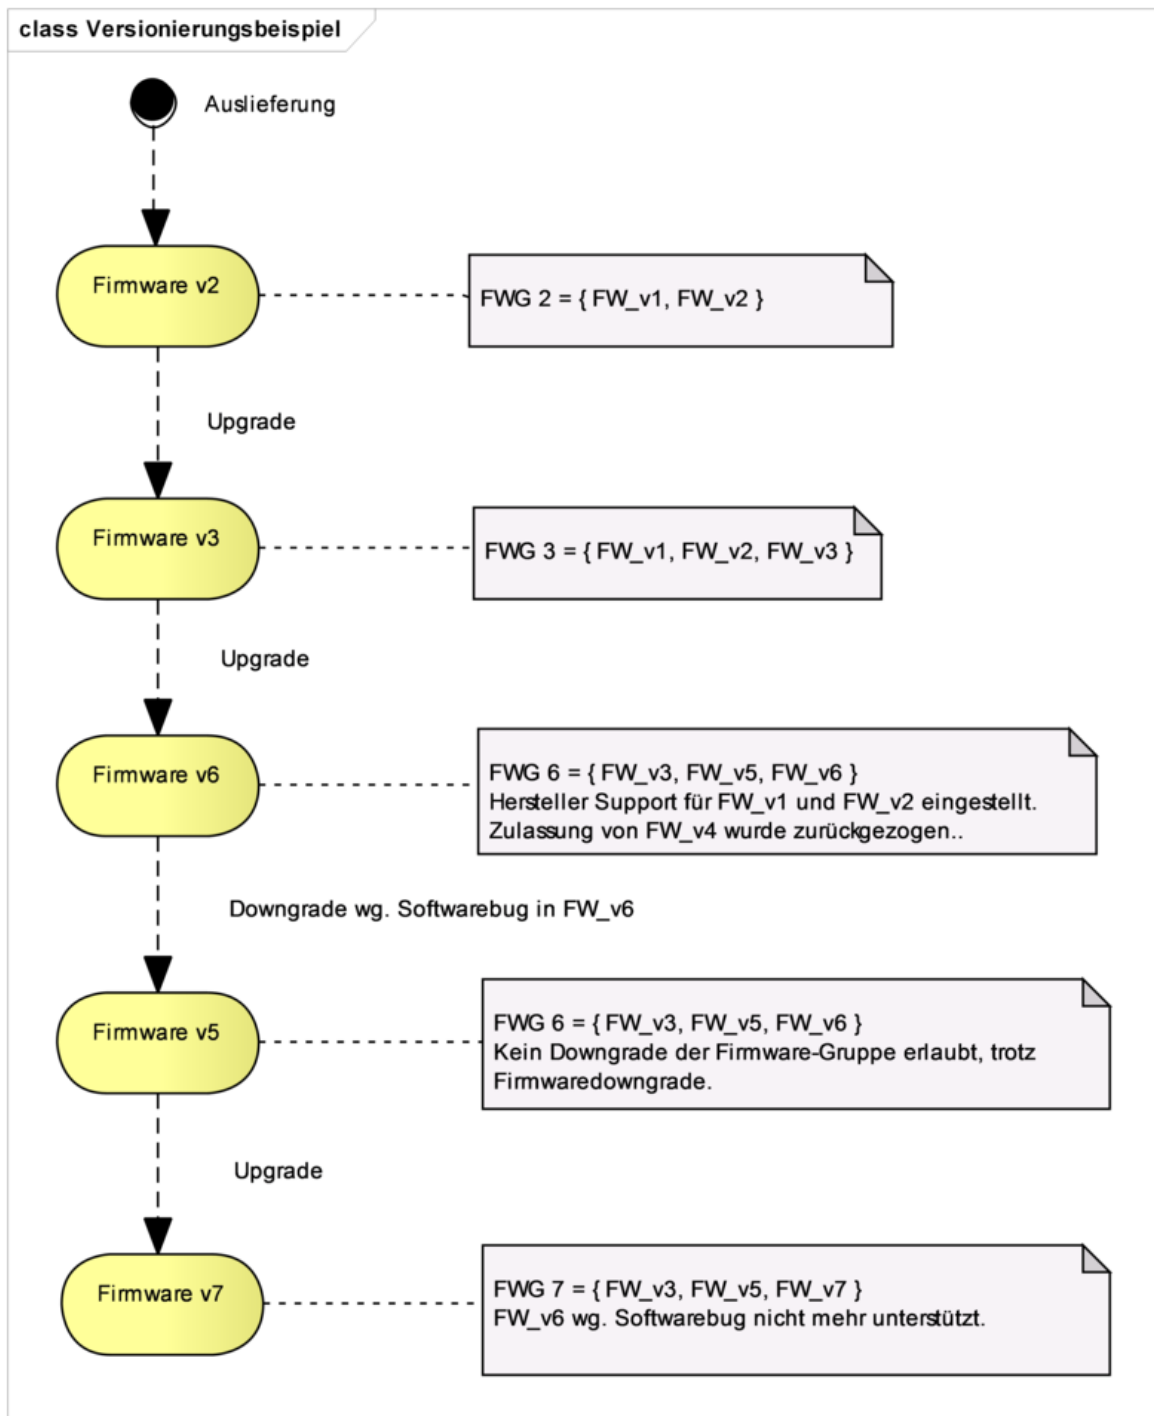 class Versionierungsbeispiel
Auslieferung
Firmware v2
FWG 2 = { FW_v1, FW_v2 }
Upgrade
Firmware v3
FWG 3 = { FW_v1, FW_v2, FW_v3 }
Upgrade
Firmware v6
FWG 6 = { FW_v3, FW_v5, FW_v6 }
Hersteller Support für FW_v1 und FW_v2 eingestellt.
Zulassung von FW_v4 wurde zurückgezogen..
Downgrade wg. Softwarebug in FW_v6
Firmware v5
FWG 6 = { FW_v3, FW_v5, FW_v6 }
Kein Downgrade der Firmware-Gruppe erlaubt, trotz
Firmwaredowngrade.
Upgrade
Firmware v7
FWG 7 = { FW_v3, FW_v5, FW_v7 }
FW_v6 wg. Softwarebug nicht mehr unterstützt.